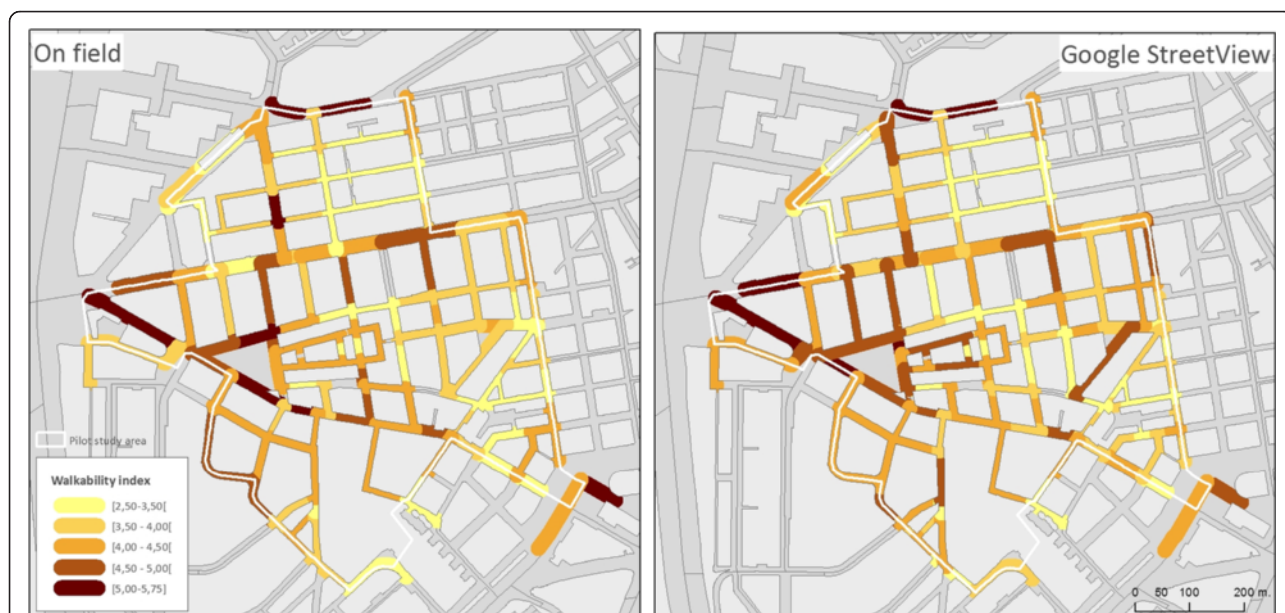 On field
Google StreetView
Pilot study area
Walkability index
[2,50-3,50[
[3,50 - 4,00[
[4,00 - 4,50[
[4,50 - 5,00[
[5,00-5,75]
0 50 100 200 m.